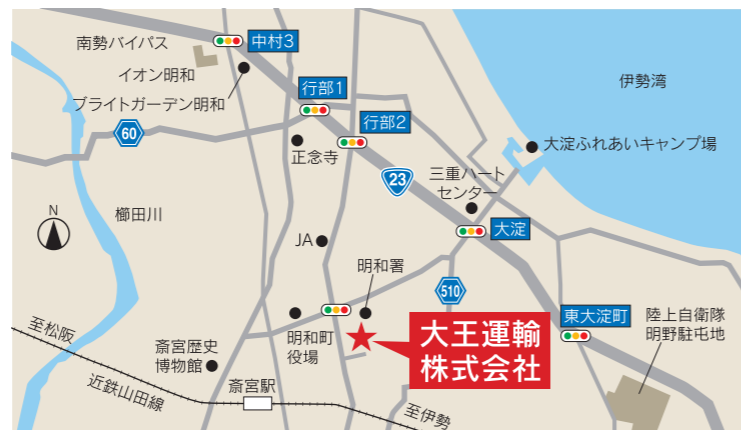 南勢バイパス
中村3
イオン明和
ブライトガーデン明和
行部1
伊勢湾
60
行部2
正念寺
大淀ふれあいキャンプ場
三重ハート
センター
23
N
櫛田川
大淀
JA
明和署
510
東大淀町
陸上自衛隊
明野駐屯地
大王運輸
株式会社
明和町
役場
至松阪
斎宮歴史
博物館
近鉄山田線
斎宮駅
至伊勢